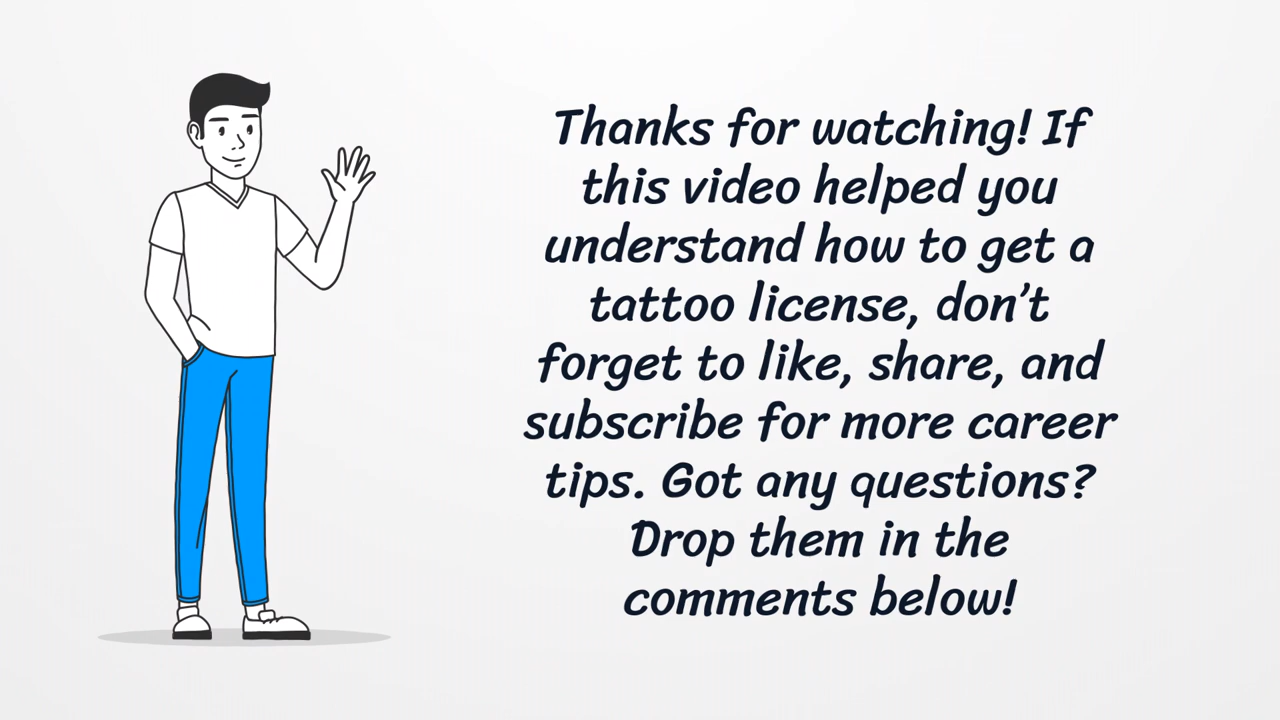 Thanks for watching! If
this video helped you
understand how to get a
tattoo license, don’t
forget to like, share, and
subscribe for more career
tips. Got any questions?
Drop them in the
comments below!